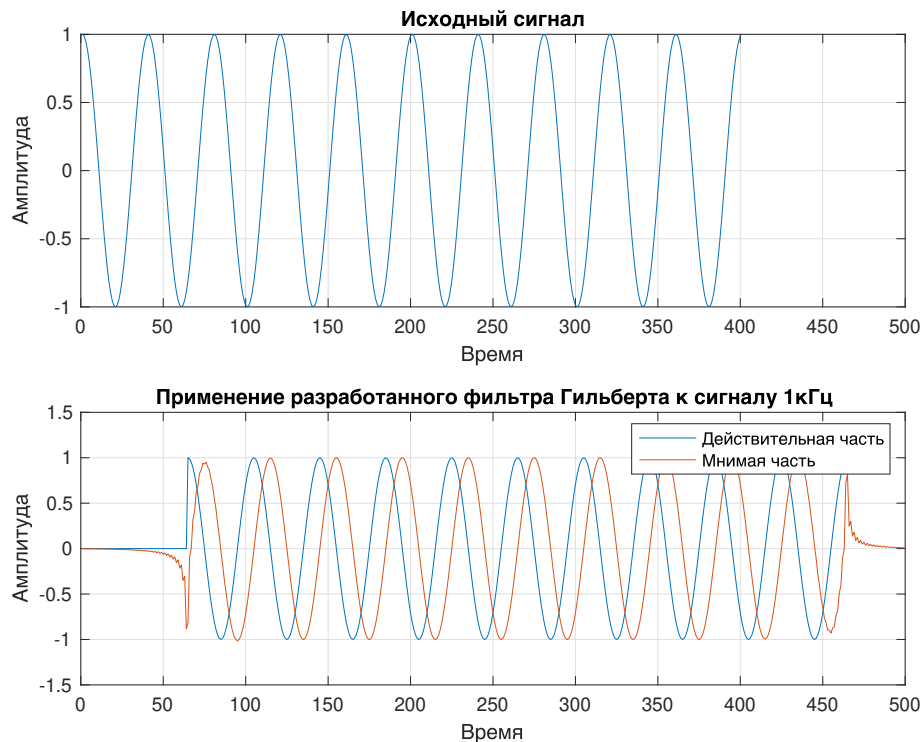 Исходный сигнал
1
0.5
0
-0.5
-1
Амплитуда
0 50 100 150 200 250 300 350 400 450 500
Время
Применение разработанного фильтра Гильберта к сигналу 1кГц
1.5
1
0.5
0
-0.5
-1
-1.5
Амплитуда
Действительная часть
Мнимая часть
0 50 100 150 200 250 300 350 400 450 500
Время